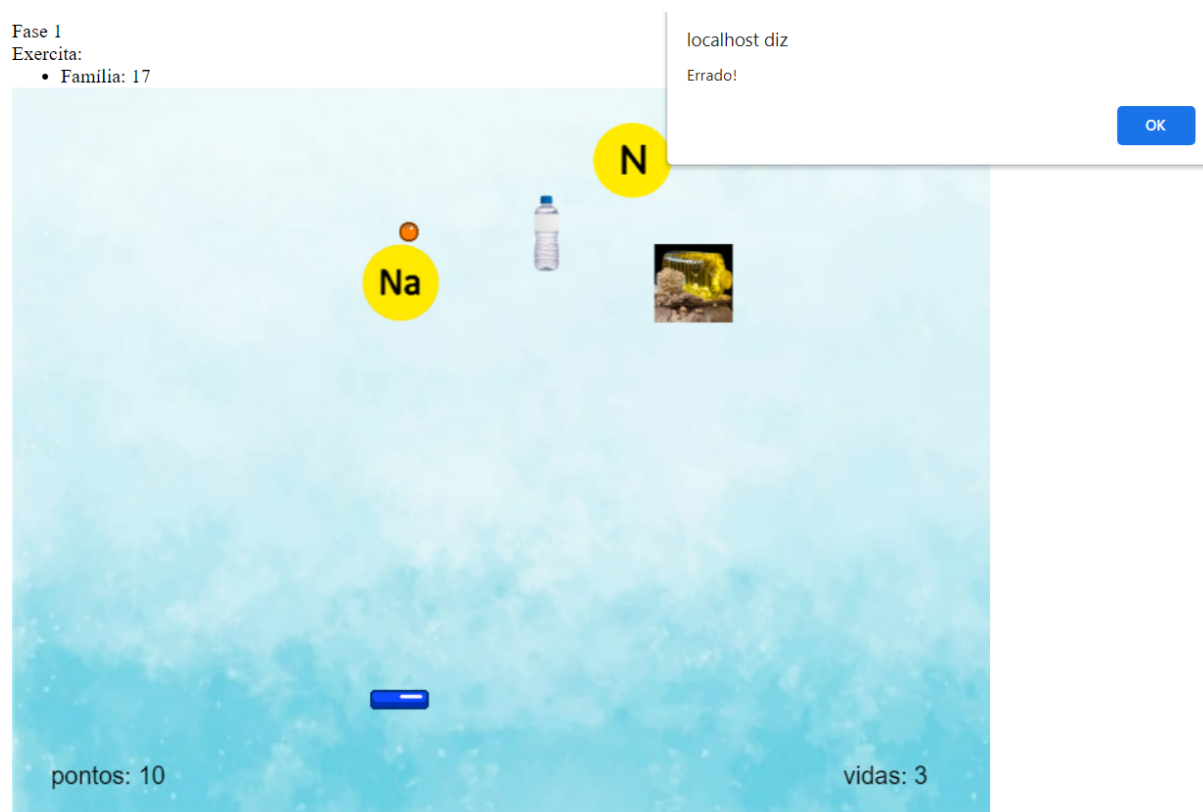 Fase 1
Exercita:
• Família: 17
localhost diz
Errado!
OK
N
Na
pontos: 10
vidas: 3